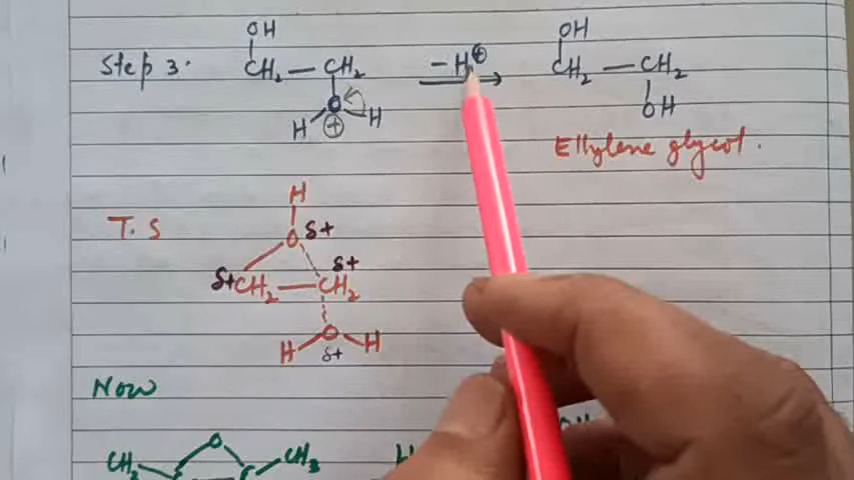 OH OH
Step 3. CH2 — CH2 - H⊕ → CH2 — CH2
O OH
H ⊕ H
Ethylene glycol.
H
T.S O δ+
δ+ CH2 — CH2 δ+
H O H
δ+
Now
O
CH3 CH3